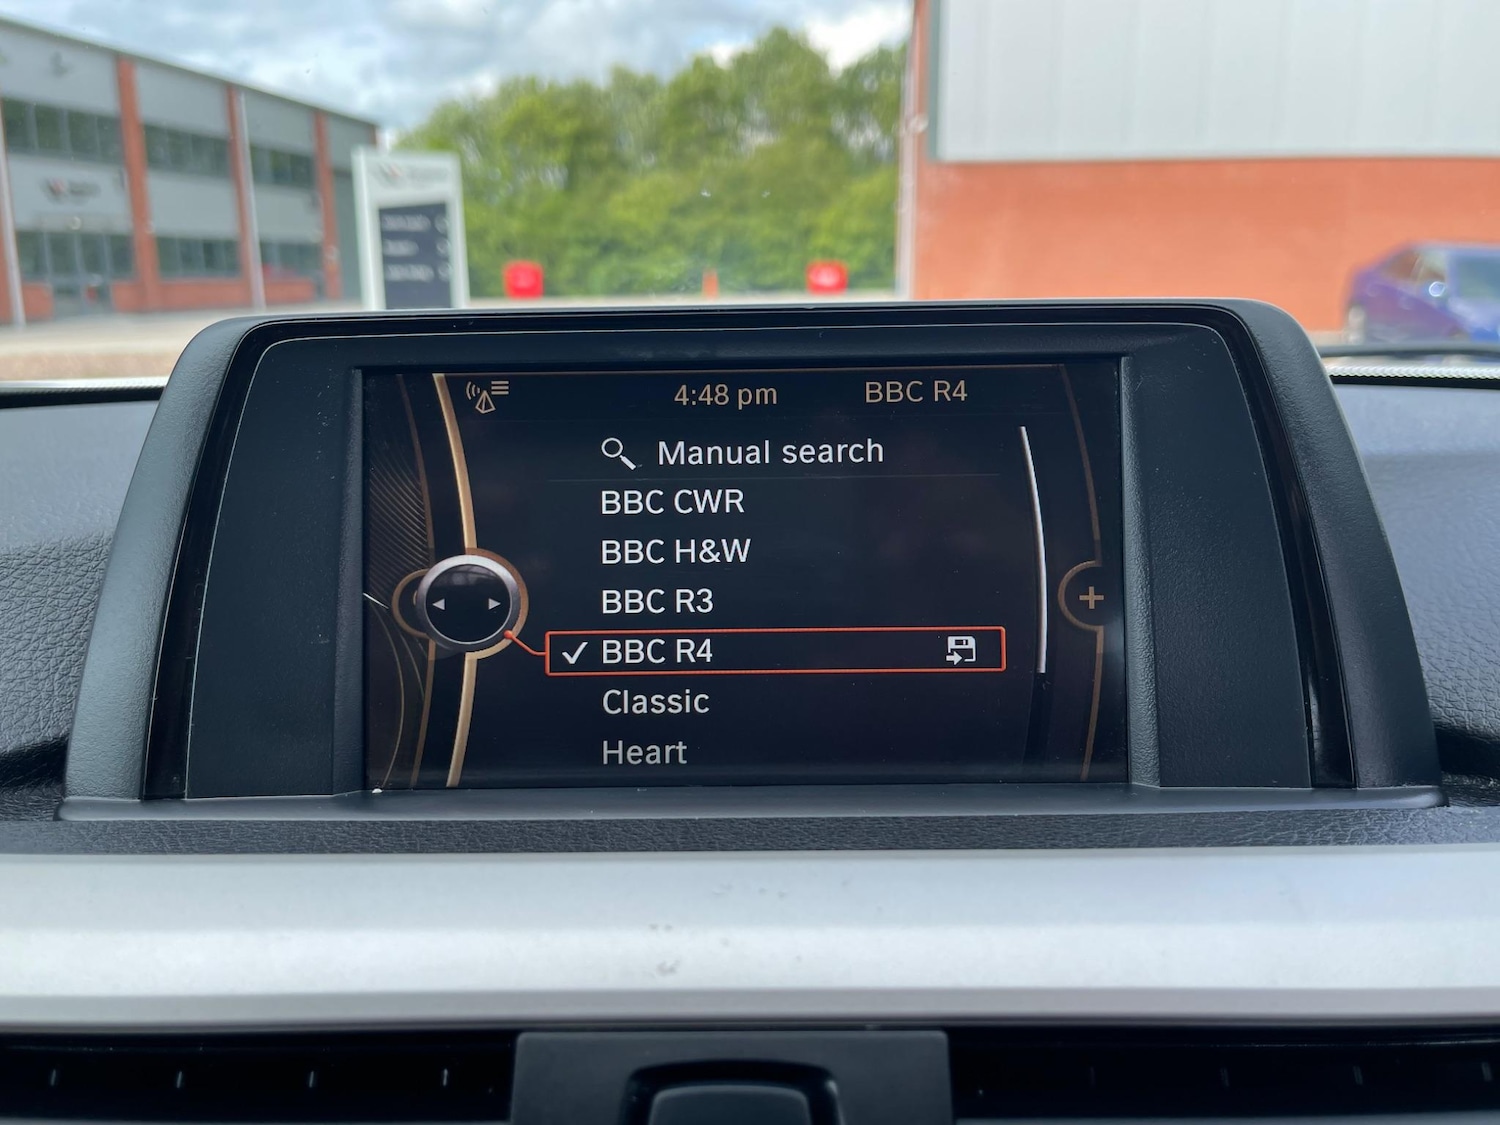 4:48 pm BBC R4
Manual search
BBC CWR
BBC H&W
BBC R3
BBC R4
Classic
Heart